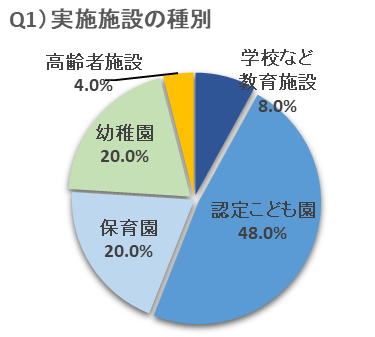 Q1）実施施設の種別
高齢者施設
4.0%
学校など
教育施設
8.0%
幼稚園
20.0%
認定こども園
48.0%
保育園
20.0%